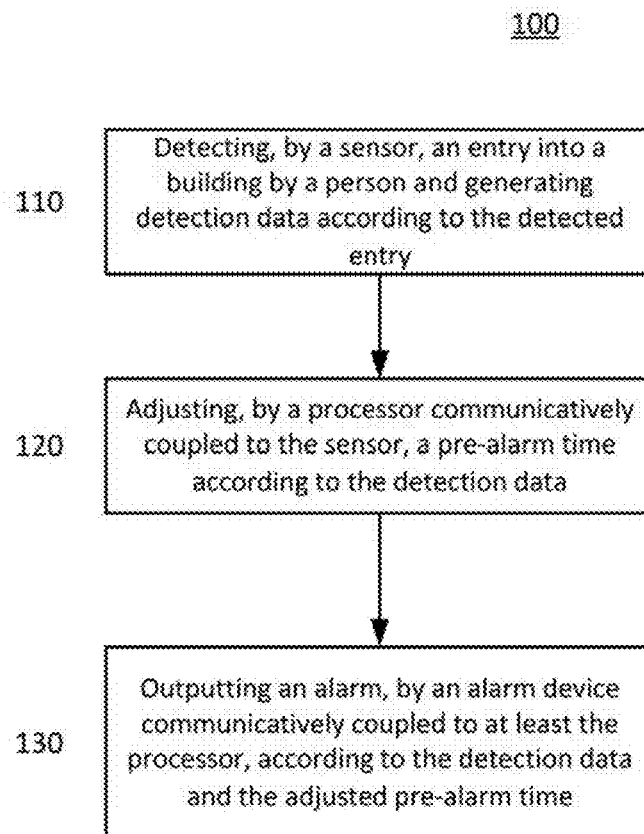 100
110
Detecting, by a sensor, an entry into a
building by a person and generating
detection data according to the detected
entry
120
Adjusting, by a processor communicatively
coupled to the sensor, a pre-alarm time
according to the detection data
130
Outputting an alarm, by an alarm device
communicatively coupled to at least the
processor, according to the detection data
and the adjusted pre-alarm time